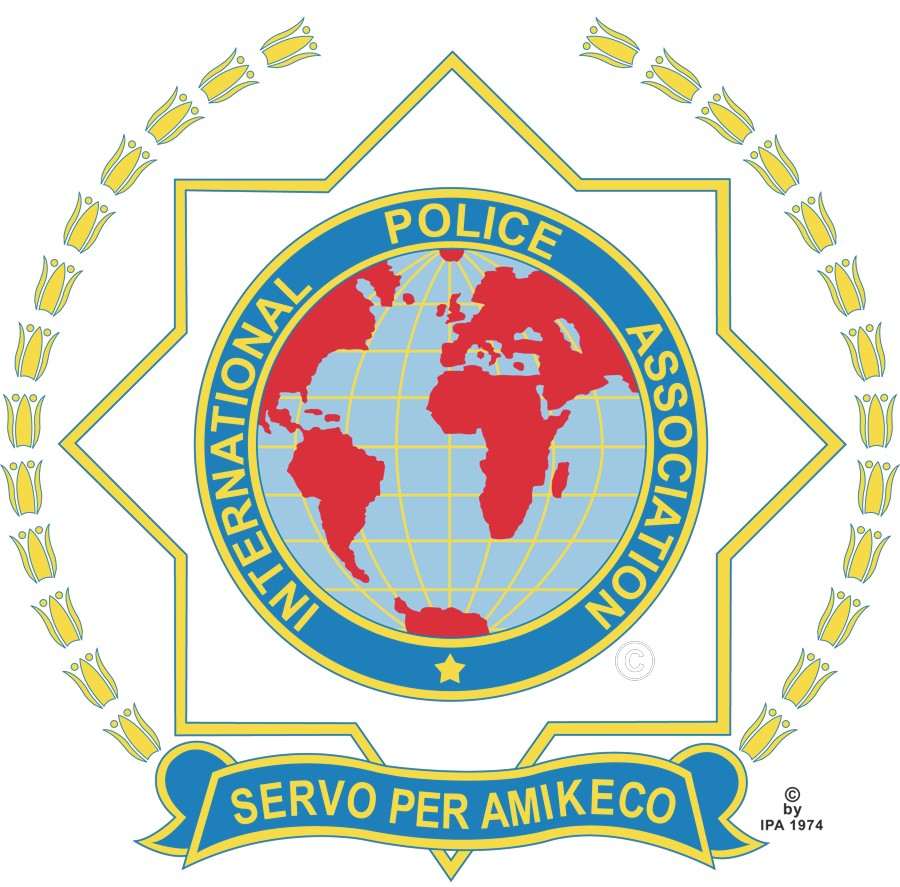 INTERNATIONAL POLICE ASSOCIATION
©
SERVO PER AMIKECO
©
by
IPA 1974